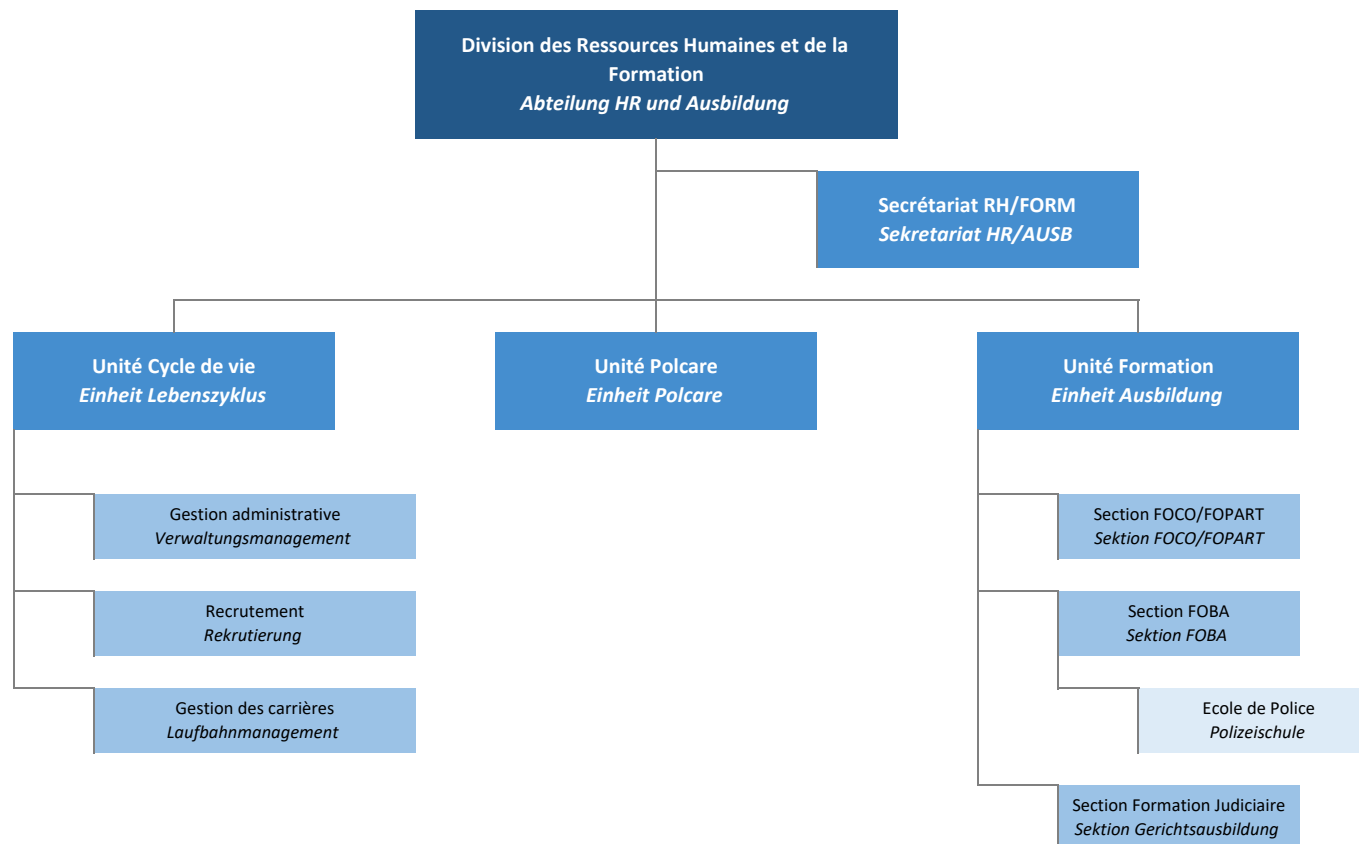 Division des Ressources Humaines et de la
Formation
Abteilung HR und Ausbildung
Secrétariat RH/FORM
Sekretariat HR/AUSB
Unité Cycle de vie
Einheit Lebenszyklus
Unité Polcare
Einheit Polcare
Unité Formation
Einheit Ausbildung
Gestion administrative
Verwaltungsmanagement
Recrutement
Rekrutierung
Gestion des carrières
Laufbahnmanagement
Section FOCO/FOPART
Sektion FOCO/FOPART
Section FOBA
Sektion FOBA
Ecole de Police
Polizeischule
Section Formation Judiciaire
Sektion Gerichtsausbildung